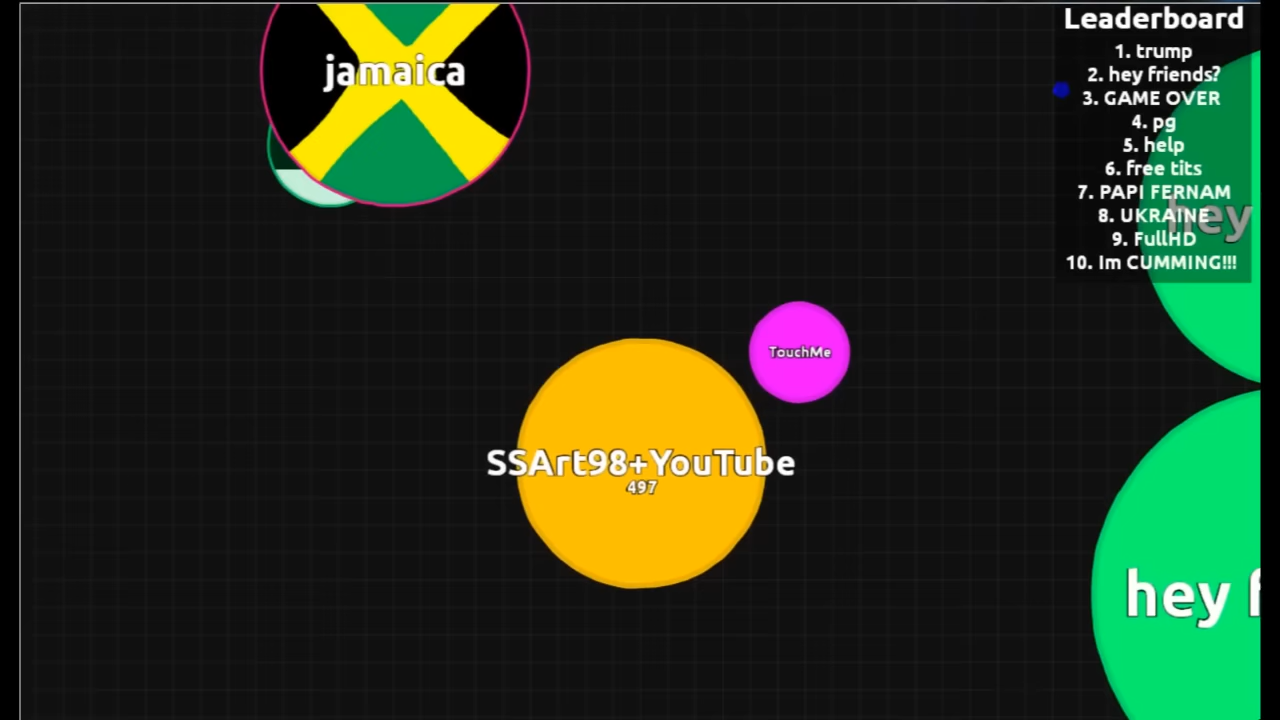 Leaderboard
1. trump
2. hey friends?
3. GAME OVER
4. pg
5. help
6. free tits
7. PAPI FERNAM
8. UKRAINE
9. FullHD
10. Im CUMMING!!!
jamaica
hey
TouchMe
SSArt98+YouTube
497
hey f